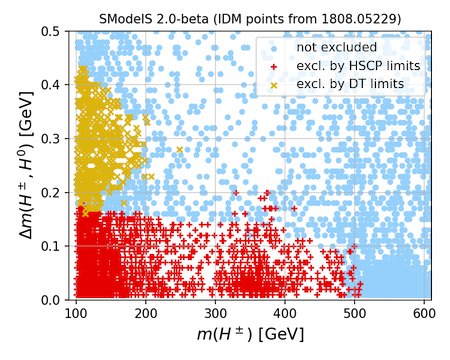 SModelS 2.0-beta (IDM points from 1808.05229)
not excluded
excl. by HSCP limits
excl. by DT limits
Δm(H±, H⁰) [GeV]
0.5
0.4
0.3
0.2
0.1
0.0
100 200 300 400 500 600
m(H±) [GeV]